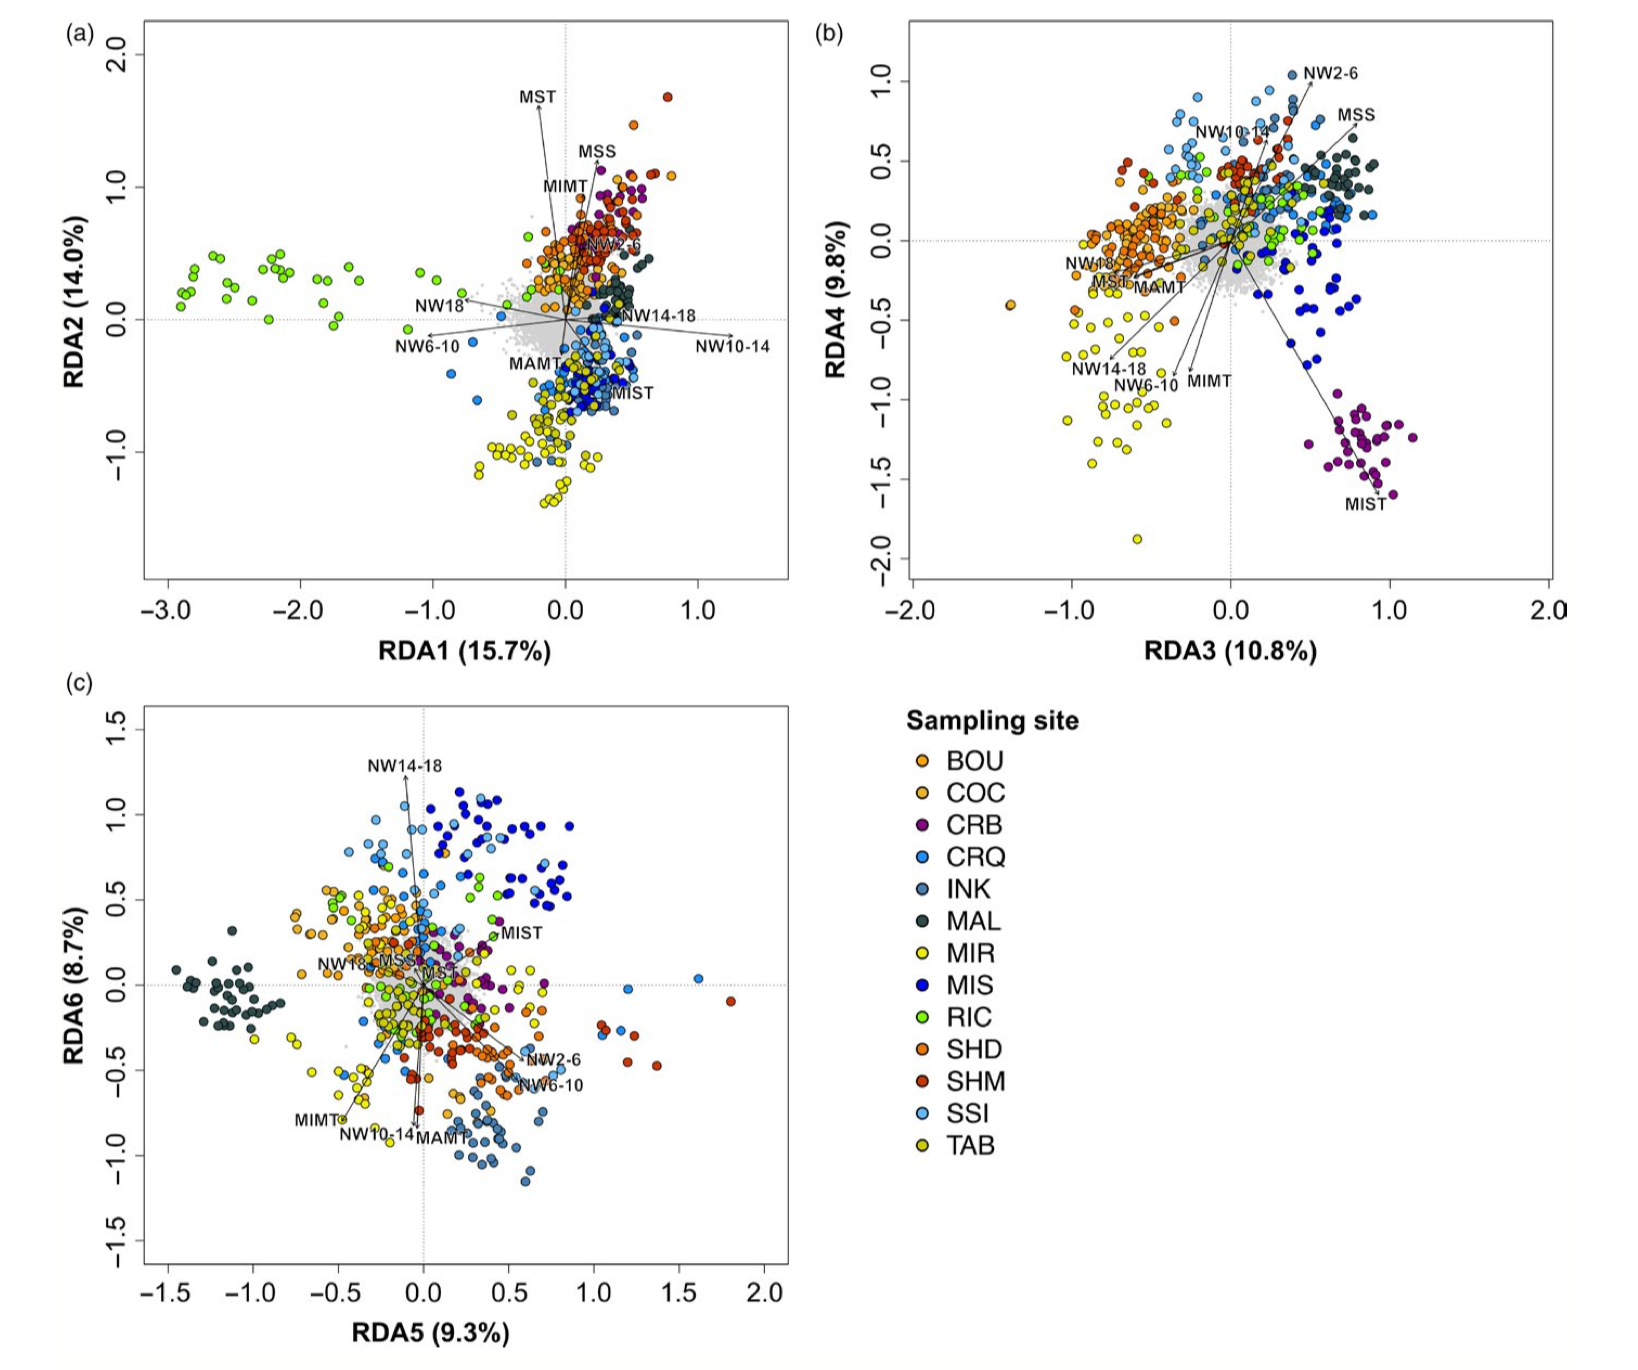 (a)
2.0
1.0
0.0
−1.0
RDA2 (14.0%)
MST
MSS
MIMT
NW2-6
NW18
NW14-18
NW6-10
NW10-14
MAMT
MIST
−3.0 −2.0 −1.0 0.0 1.0
RDA1 (15.7%)
(b)
1.0
0.5
0.0
−0.5
−1.0
−1.5
−2.0
RDA4 (9.8%)
NW2-6
MSS
NW10-14
NW18
MST
MAMT
NW14-18
NW6-10
MIMT
MIST
−2.0 −1.0 0.0 1.0 2.0
RDA3 (10.8%)
(c)
1.5
1.0
0.5
0.0
−0.5
−1.0
−1.5
RDA6 (8.7%)
NW14-18
MIST
NW18
MSS
MST
NW2-6
NW6-10
MIMT
NW10-14
MAMT
−1.5 −1.0 −0.5 0.0 0.5 1.0 1.5 2.0
RDA5 (9.3%)
Sampling site
BOU
COC
CRB
CRQ
INK
MAL
MIR
MIS
RIC
SHD
SHM
SSI
TAB